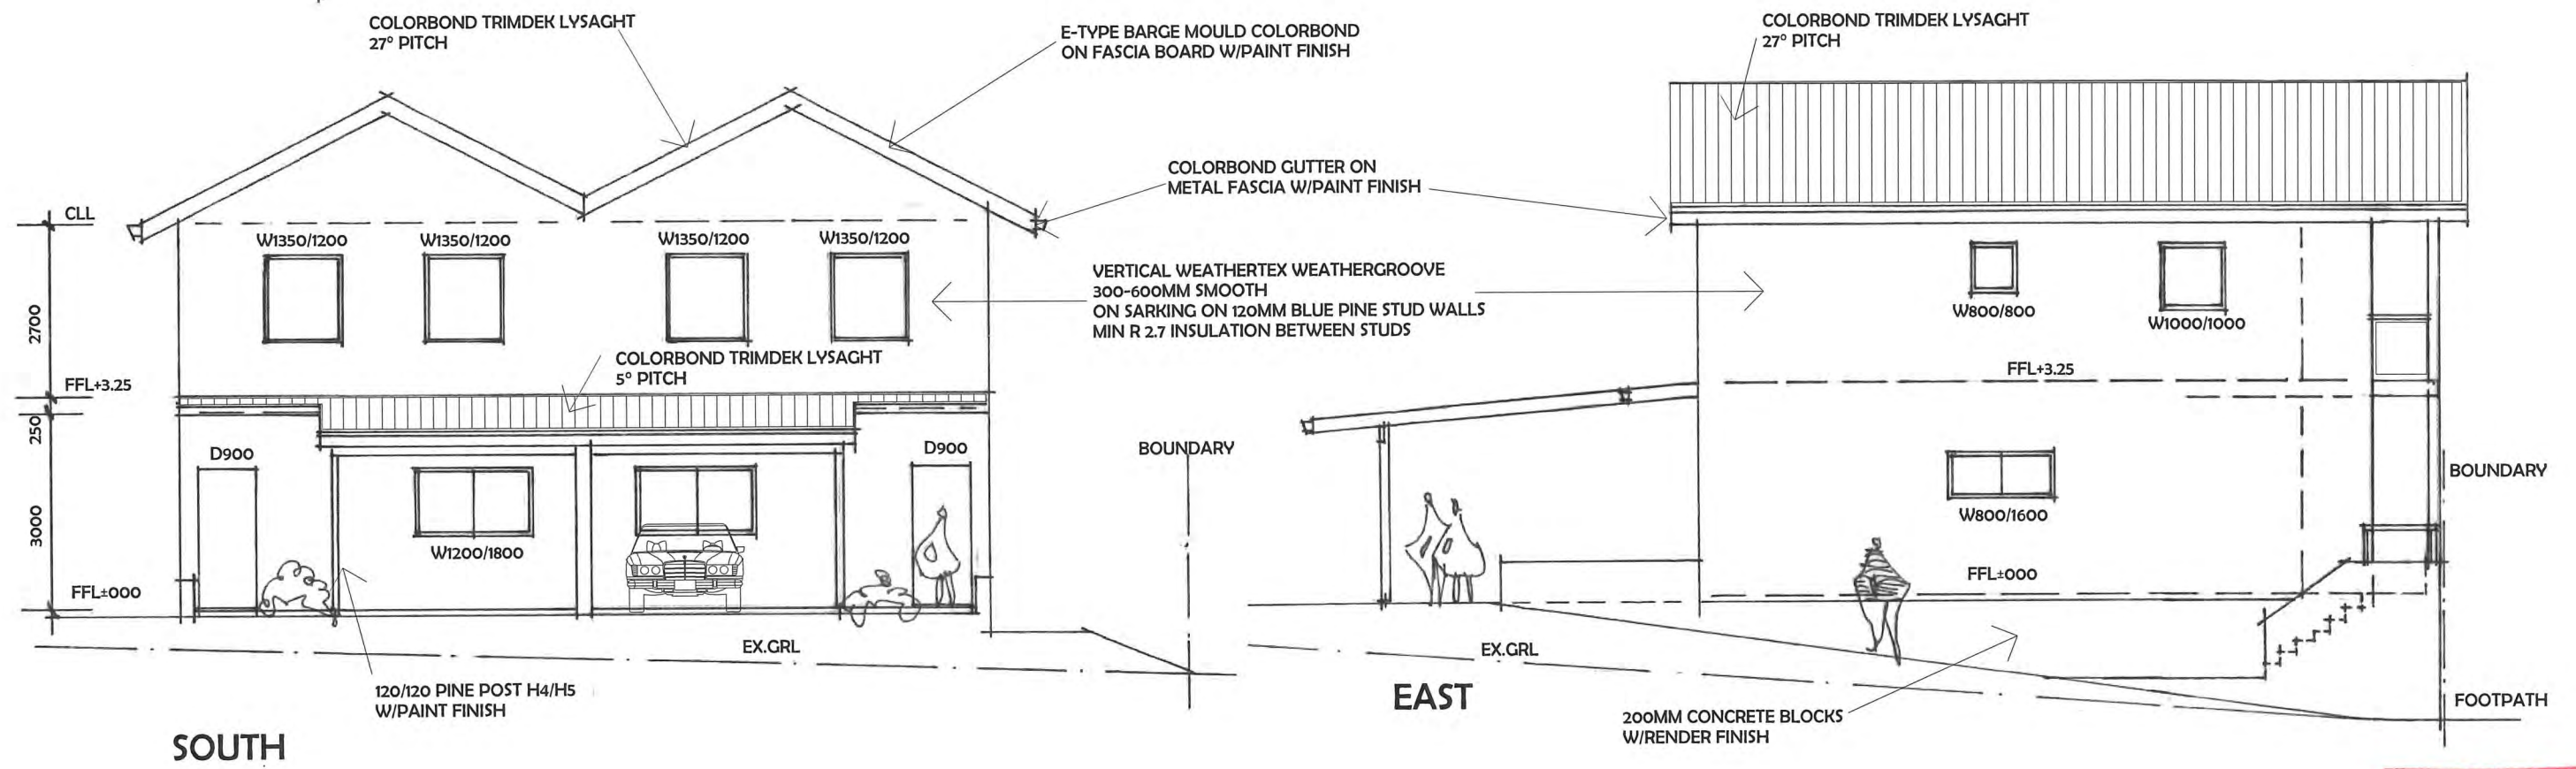 COLORBOND TRIMDEK LYSAGHT
27° PITCH
E-TYPE BARGE MOULD COLORBOND
ON FASCIA BOARD W/PAINT FINISH
COLORBOND GUTTER ON
METAL FASCIA W/PAINT FINISH
CLL
W1350/1200
W1350/1200
W1350/1200
W1350/1200
VERTICAL WEATHERTEX WEATHERGROOVE
300-600MM SMOOTH
ON SARKING ON 120MM BLUE PINE STUD WALLS
MIN R 2.7 INSULATION BETWEEN STUDS
2700
COLORBOND TRIMDEK LYSAGHT
5° PITCH
FFL+3.25
250
D900
D900
BOUNDARY
3000
W1200/1800
FFL±000
EX.GRL
120/120 PINE POST H4/H5
W/PAINT FINISH
SOUTH
COLORBOND TRIMDEK LYSAGHT
27° PITCH
W800/800
W1000/1000
FFL+3.25
BOUNDARY
W800/1600
FFL±000
EX.GRL
EAST
200MM CONCRETE BLOCKS
W/RENDER FINISH
FOOTPATH